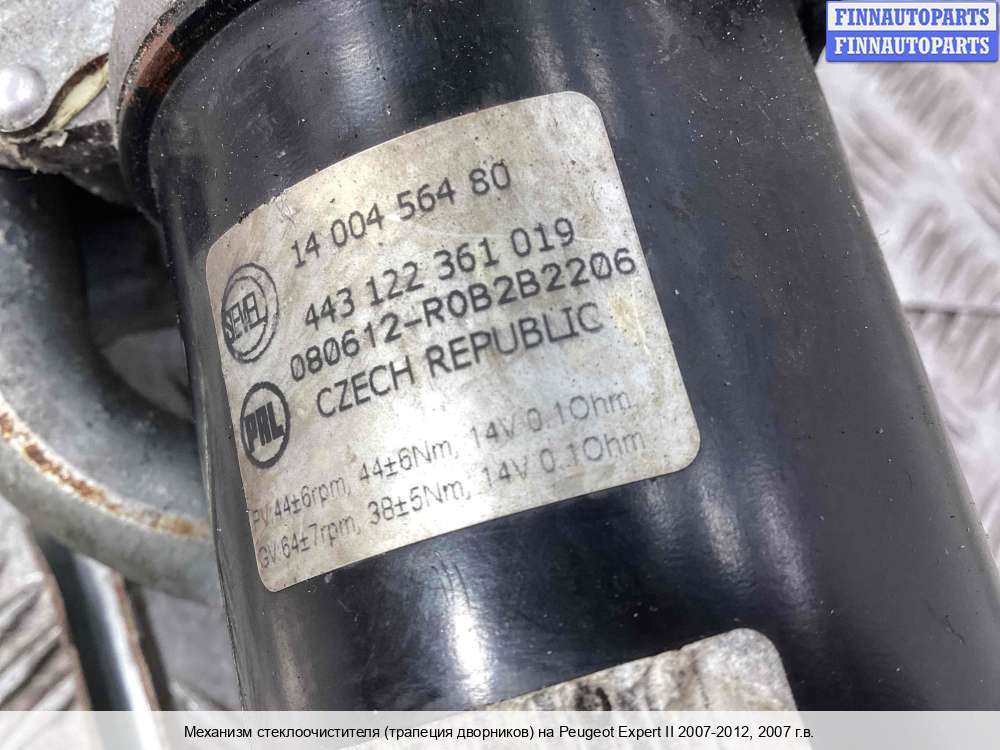 FINNAUTOPARTS
FINNAUTOPARTS
14 004 564 80
443 122 361 019
080612-R0B2B2206
CZECH REPUBLIC
SEVEL
PAL
PV:44±6rpm, 44±6Nm, 14V 0.1Ohm
GV:64±7rpm, 38±5Nm, 14V 0.1Ohm
Механизм стеклоочистителя (трапеция дворников) на Peugeot Expert II 2007-2012, 2007 г.в.